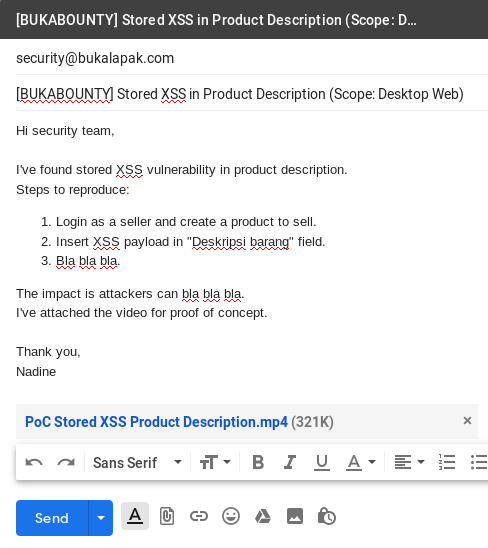 [BUKABOUNTY] Stored XSS in Product Description (Scope: D...
security@bukalapak.com
[BUKABOUNTY] Stored XSS in Product Description (Scope: Desktop Web)
Hi security team,
I've found stored XSS vulnerability in product description.
Steps to reproduce:
1. Login as a seller and create a product to sell.
2. Insert XSS payload in "Deskripsi barang" field.
3. Bla bla bla.
The impact is attackers can bla bla bla.
I've attached the video for proof of concept.
Thank you,
Nadine
PoC Stored XSS Product Description.mp4 (321K) ×
Sans Serif
Send